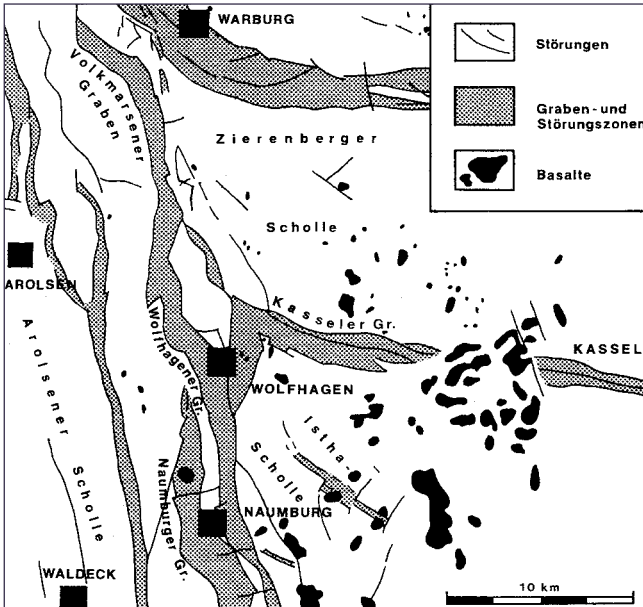 WARBURG
Störungen
Graben- und
Störungszonen
Basalte
Volkmarsener
Graben
Zierenberger
Scholle
AROLSEN
Kasseler Gr.
KASSEL
Wolfhagener Gr.
WOLFHAGEN
Arolsener
Scholle
Istha-
Scholle
Naumburger Gr.
NAUMBURG
WALDECK
10 km